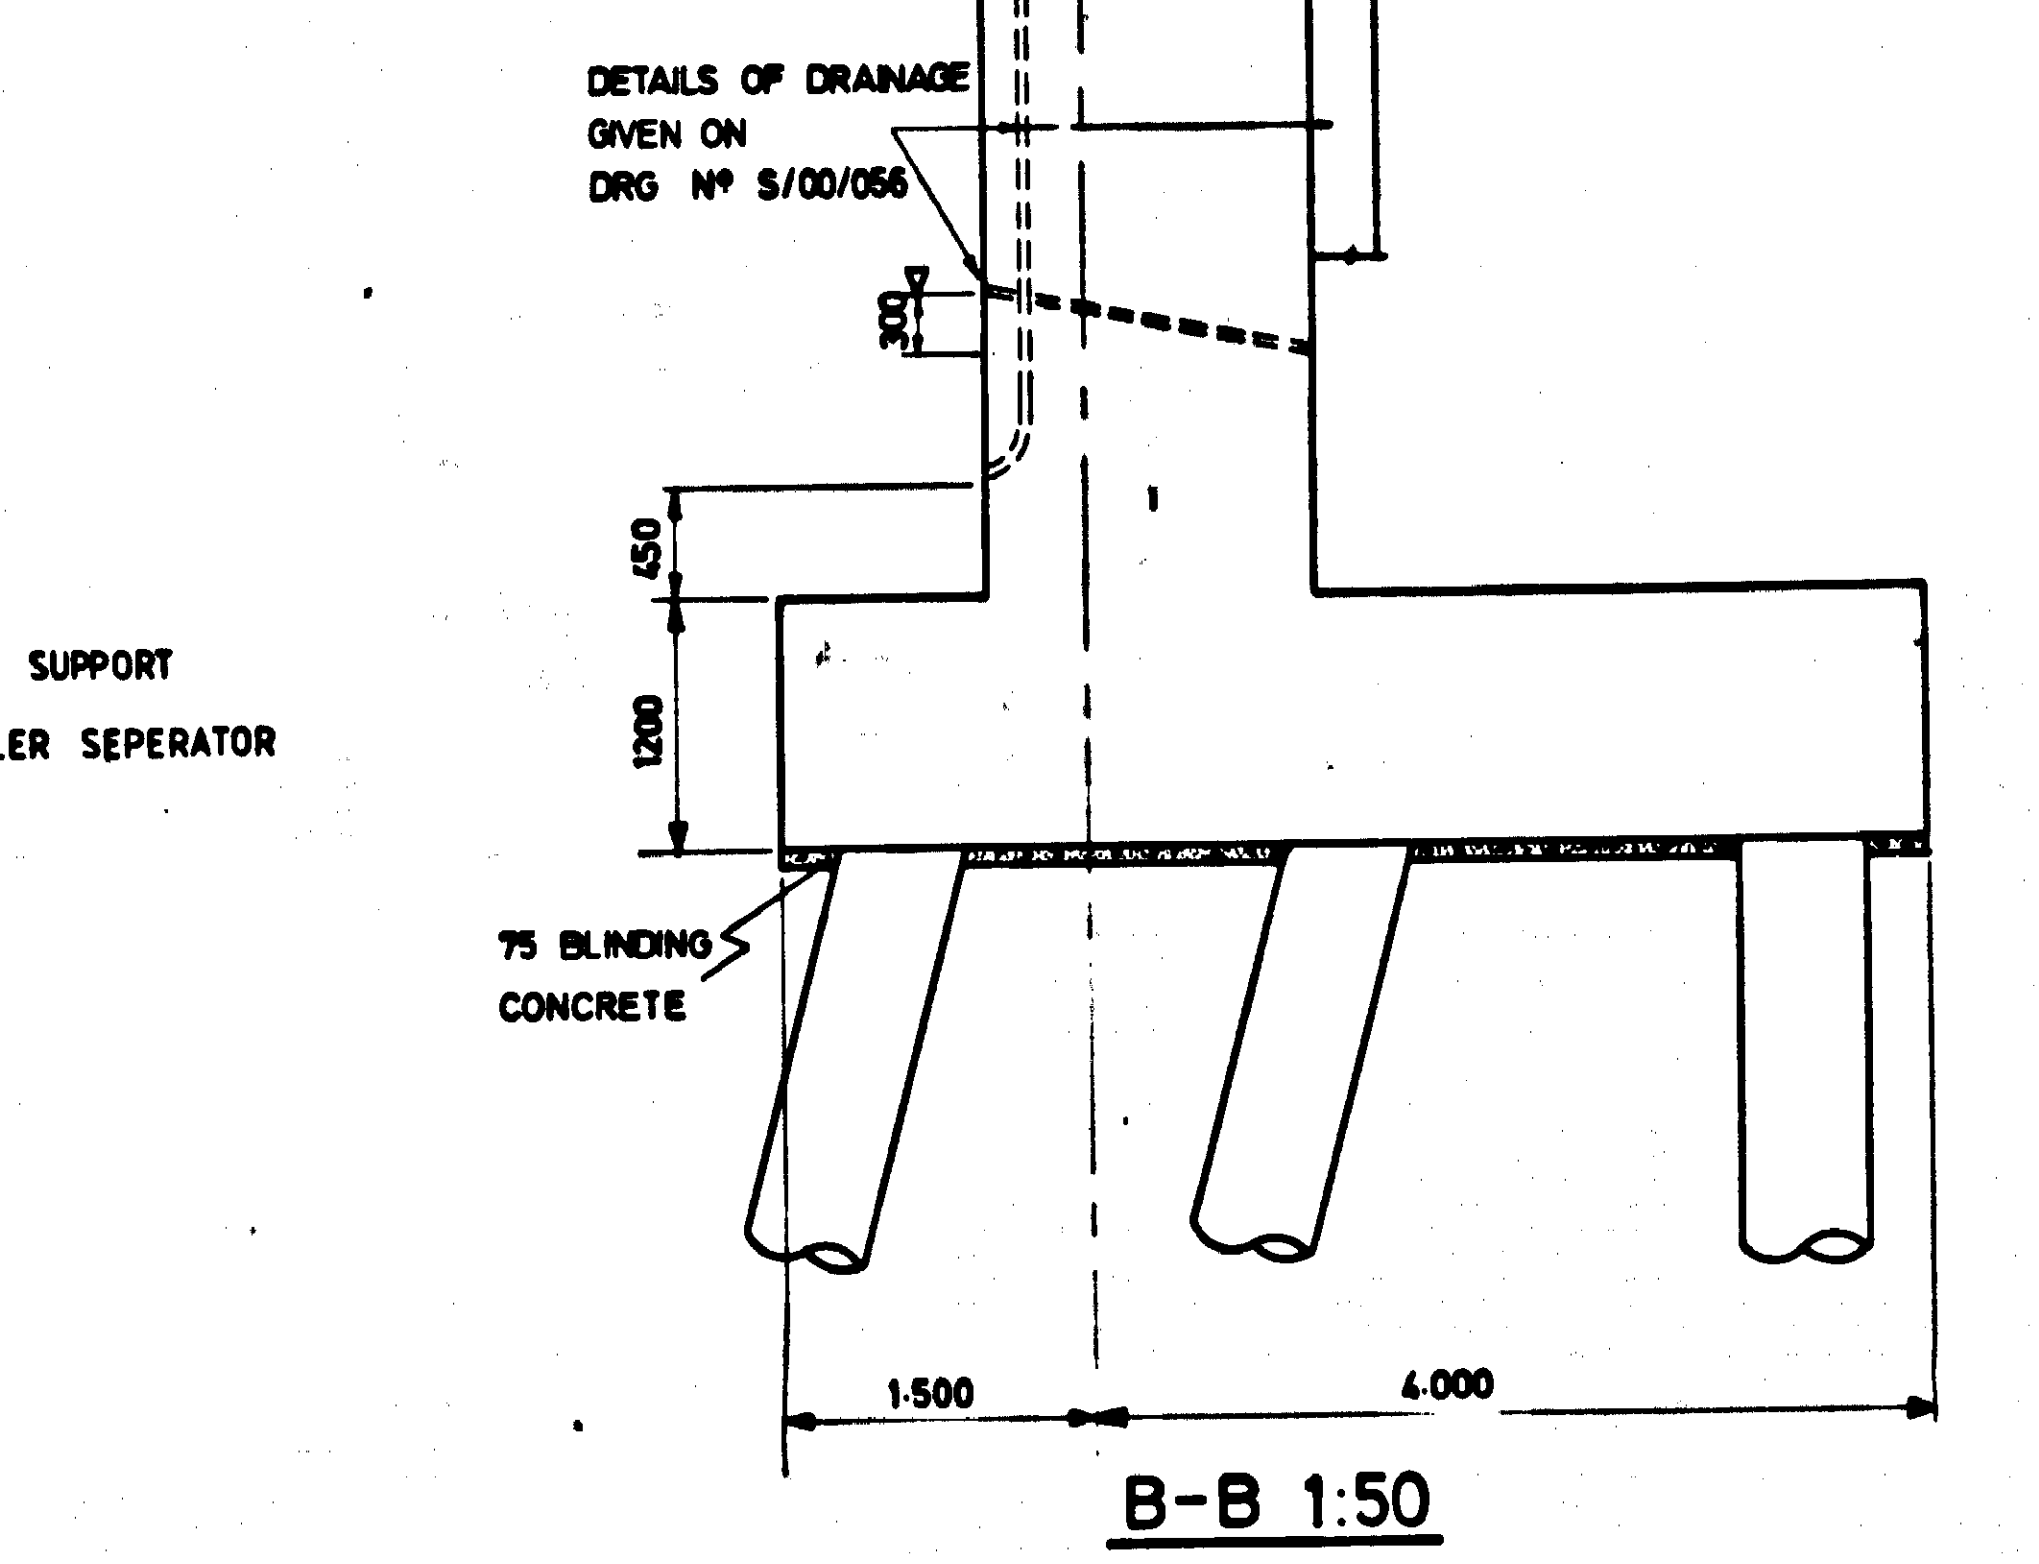 DETAILS OF DRAINAGE
GIVEN ON
DRG Nº S/00/056
300
450
1200
SUPPORT
LER SEPERATOR
75 BLINDING
CONCRETE
1·500
4·000
B-B 1:50